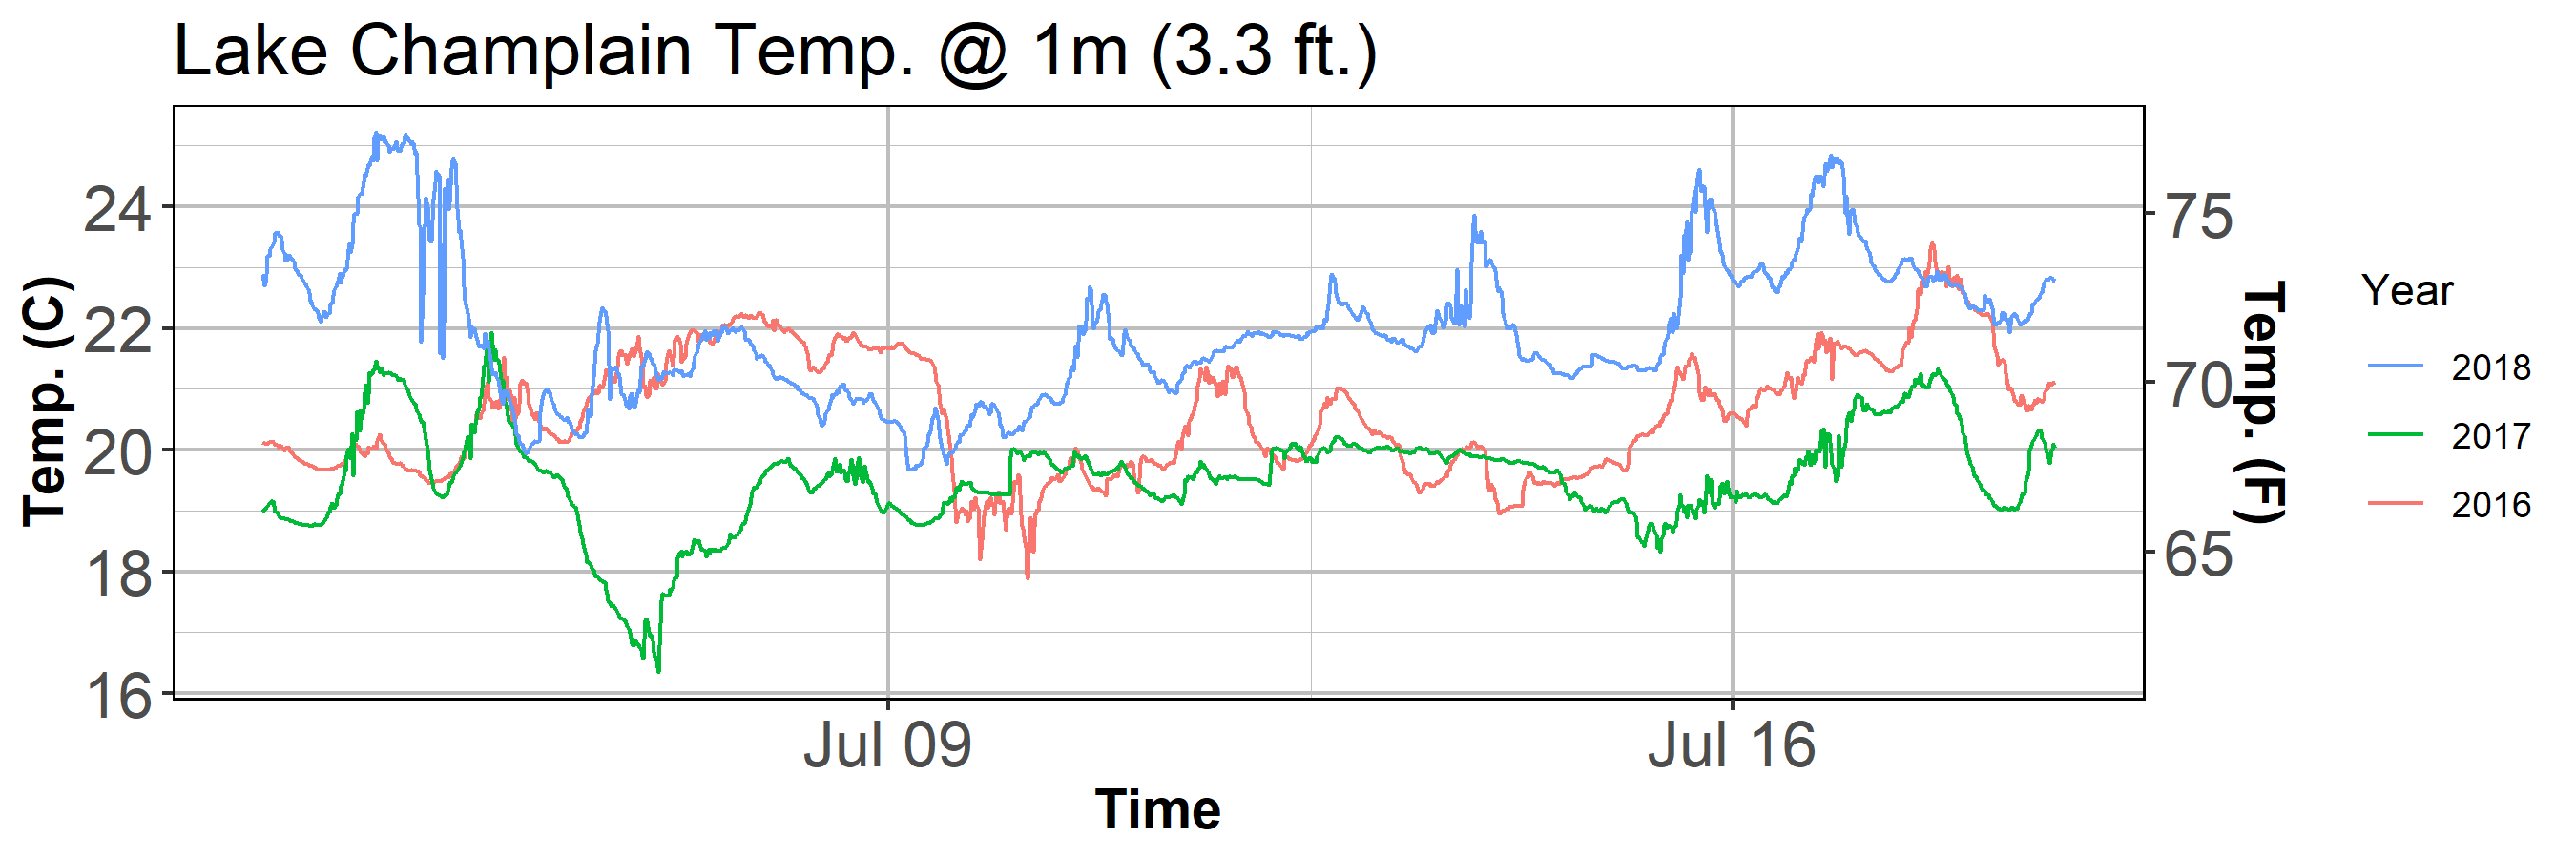 Lake Champlain Temp. @ 1m (3.3 ft.)
Temp. (C)
24
22
20
18
16
75
70
65
Temp. (F)
Jul 09
Jul 16
Time
Year
2018
2017
2016